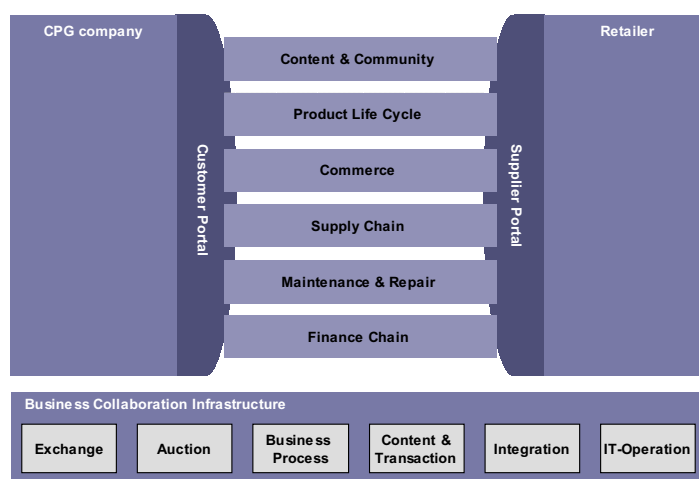 CPG company
Retailer
Customer Portal
Supplier Portal
Content & Community
Product Life Cycle
Commerce
Supply Chain
Maintenance & Repair
Finance Chain
Business Collaboration Infrastructure
Exchange
Auction
Business
Process
Content &
Transaction
Integration
IT-Operation